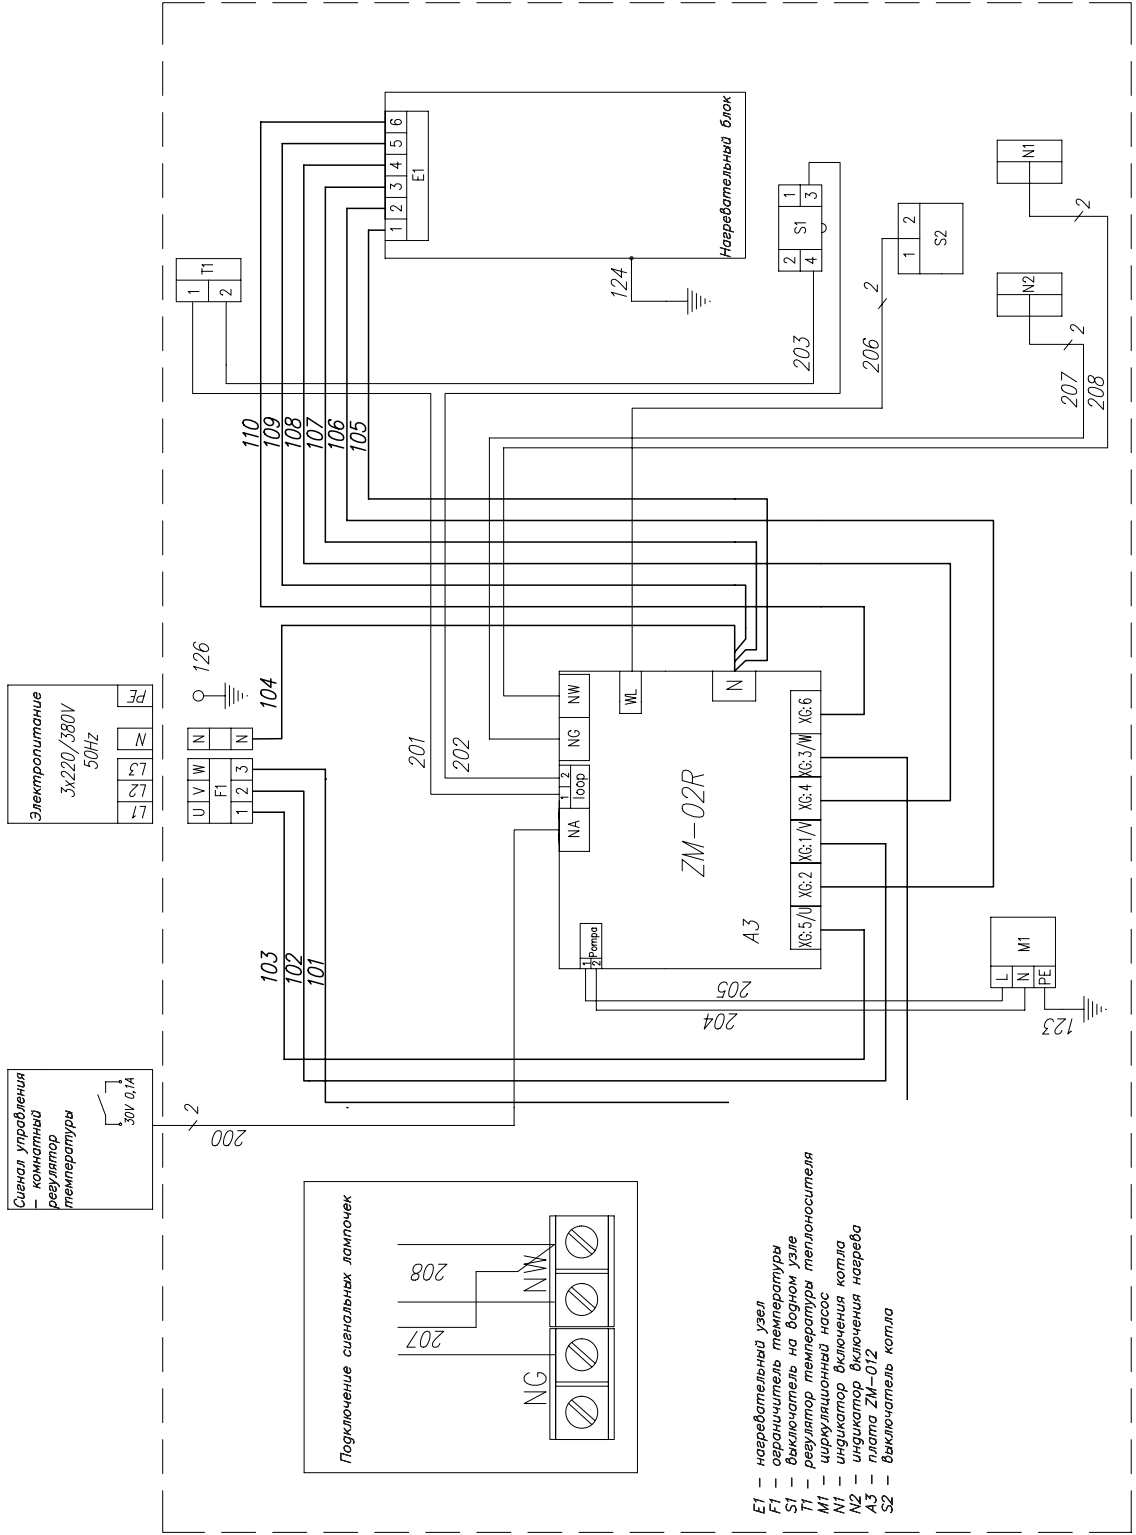 Сигнал управления
– комнатный
регулятор
температуры
30V 0,1A
2
200
Электропитание
3x220/380V
50Hz
L1
L2
L3
N
PE
U
V
W
F1
1
2
3
N
N
126
103
102
101
104
T1
1
2
110
109
108
107
106
105
E1
1
2
3
4
5
6
Нагревательный блок
124
S1
2
4
1
3
203
206
2
S2
1
2
N1
2
N2
2
207
208
201
202
NA
1
2
loop
NG
NW
WL
N
ZM–02R
A3
1
2
Pompa
XG:5/U
XG:2
XG:1/V
XG:4
XG:3/W
XG:6
205
204
M1
L
N
PE
123
Подключение сигнальных лампочек
207
208
NG
NW
E1 – нагревательный узел
F1 – ограничитель температуры
S1 – выключатель на водном узле
T1 – регулятор температуры теплоносителя
M1 – циркуляционный насос
N1 – индикатор включения котла
N2 – индикатор включения нагрева
A3 – плата ZM–012
S2 – выключатель котла